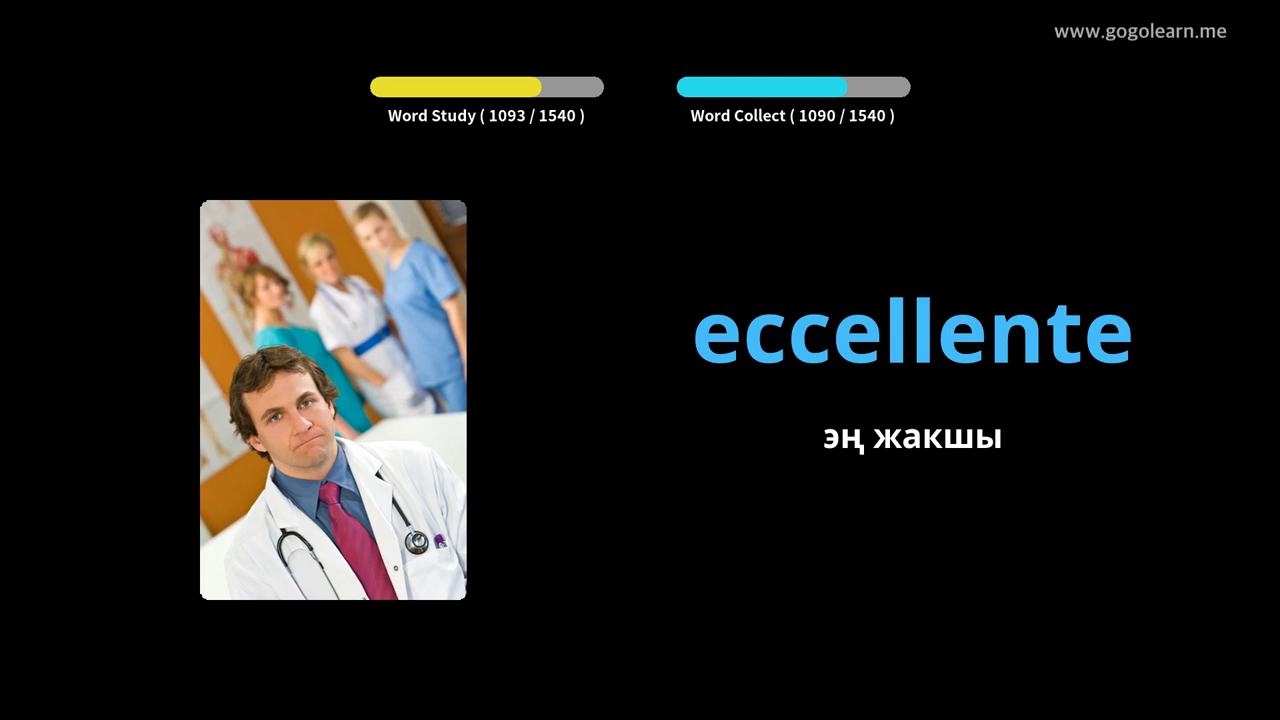 www.gogolearn.me
Word Study ( 1093 / 1540 )
Word Collect ( 1090 / 1540 )
eccellente
эң жакшы